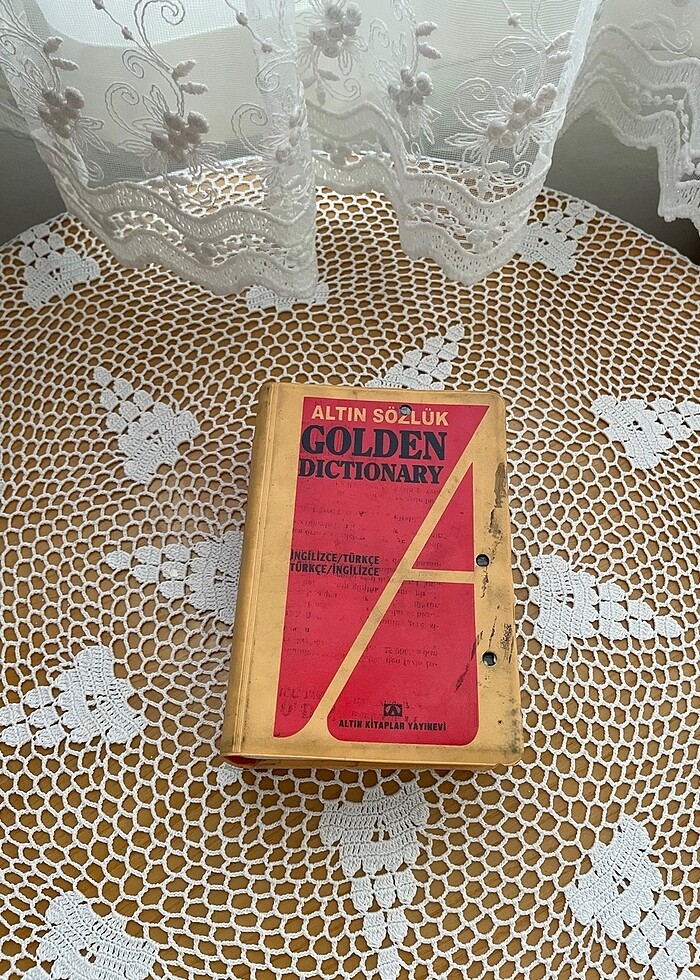 ALTIN SÖZLÜK
GOLDEN
DICTIONARY
İNGİLİZCE/TÜRKÇE
TÜRKÇE/İNGİLİZCE
ALTIN KİTAPLAR YAYINEVİ